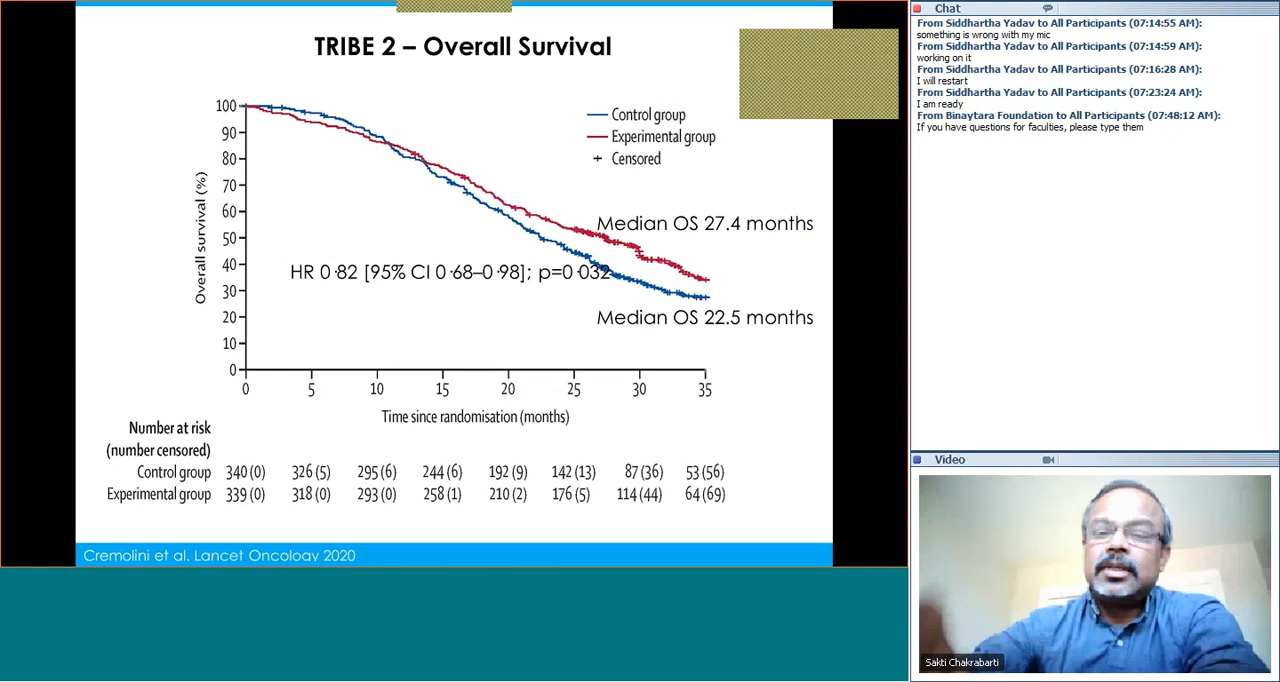 TRIBE 2 – Overall Survival
Control group
Experimental group
Censored
Overall survival (%)
100
90
80
70
60
50
40
30
20
10
0
Median OS 27.4 months
HR 0·82 [95% CI 0·68–0·98]; p=0·032
Median OS 22.5 months
0 5 10 15 20 25 30 35
Time since randomisation (months)
Number at risk
(number censored)
Control group 340 (0) 326 (5) 295 (6) 244 (6) 192 (9) 142 (13) 87 (36) 53 (56)
Experimental group 339 (0) 318 (0) 293 (0) 258 (1) 210 (2) 176 (5) 114 (44) 64 (69)
Cremolini et al. Lancet Oncology 2020
Chat
From Siddhartha Yadav to All Participants (07:14:55 AM):
something is wrong with my mic
From Siddhartha Yadav to All Participants (07:14:59 AM):
working on it
From Siddhartha Yadav to All Participants (07:16:28 AM):
I will restart
From Siddhartha Yadav to All Participants (07:23:24 AM):
I am ready
From Binaytara Foundation to All Participants (07:48:12 AM):
If you have questions for faculties, please type them
Video
Sakti Chakrabarti